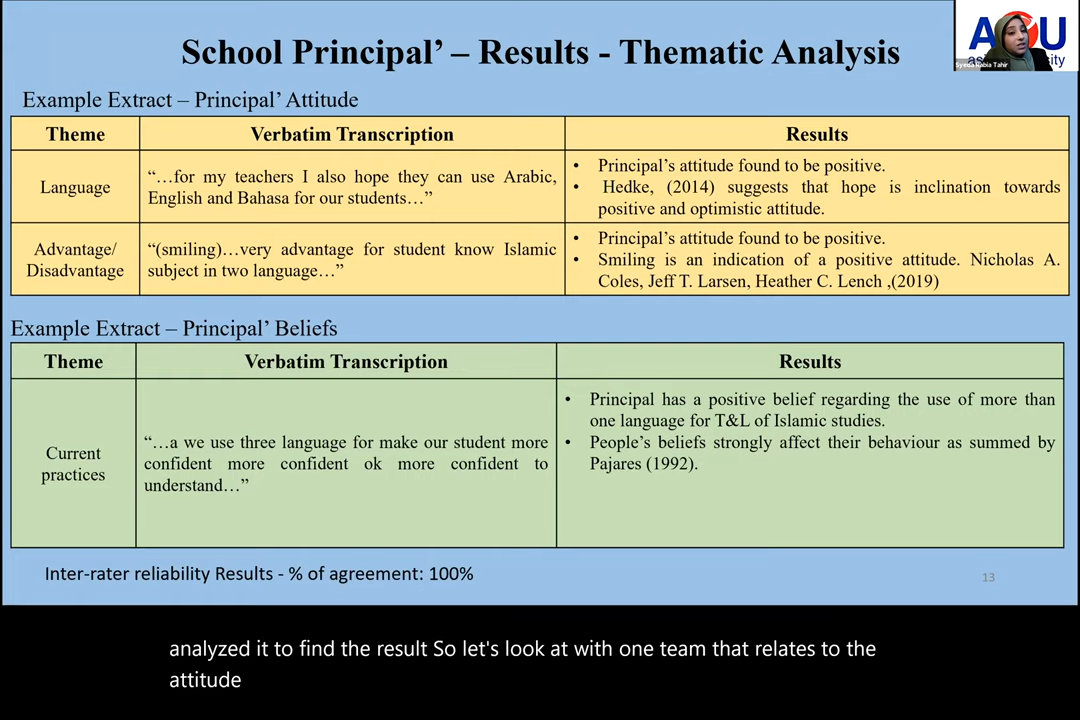 School Principal’ – Results - Thematic Analysis
ACU
Syeda Rabia Tahir
Example Extract – Principal’ Attitude
Theme
Verbatim Transcription
Results
Language
“…for my teachers I also hope they can use Arabic,
English and Bahasa for our students…”
• Principal’s attitude found to be positive.
• Hedke, (2014) suggests that hope is inclination towards
positive and optimistic attitude.
Advantage/
Disadvantage
“(smiling)…very advantage for student know Islamic
subject in two language…”
• Principal’s attitude found to be positive.
• Smiling is an indication of a positive attitude. Nicholas A.
Coles, Jeff T. Larsen, Heather C. Lench ,(2019)
Example Extract – Principal’ Beliefs
Theme
Verbatim Transcription
Results
Current
practices
“…a we use three language for make our student more
confident more confident ok more confident to
understand…”
• Principal has a positive belief regarding the use of more than
one language for T&L of Islamic studies.
• People’s beliefs strongly affect their behaviour as summed by
Pajares (1992).
Inter-rater reliability Results - % of agreement: 100%
13
analyzed it to find the result So let's look at with one team that relates to the
attitude